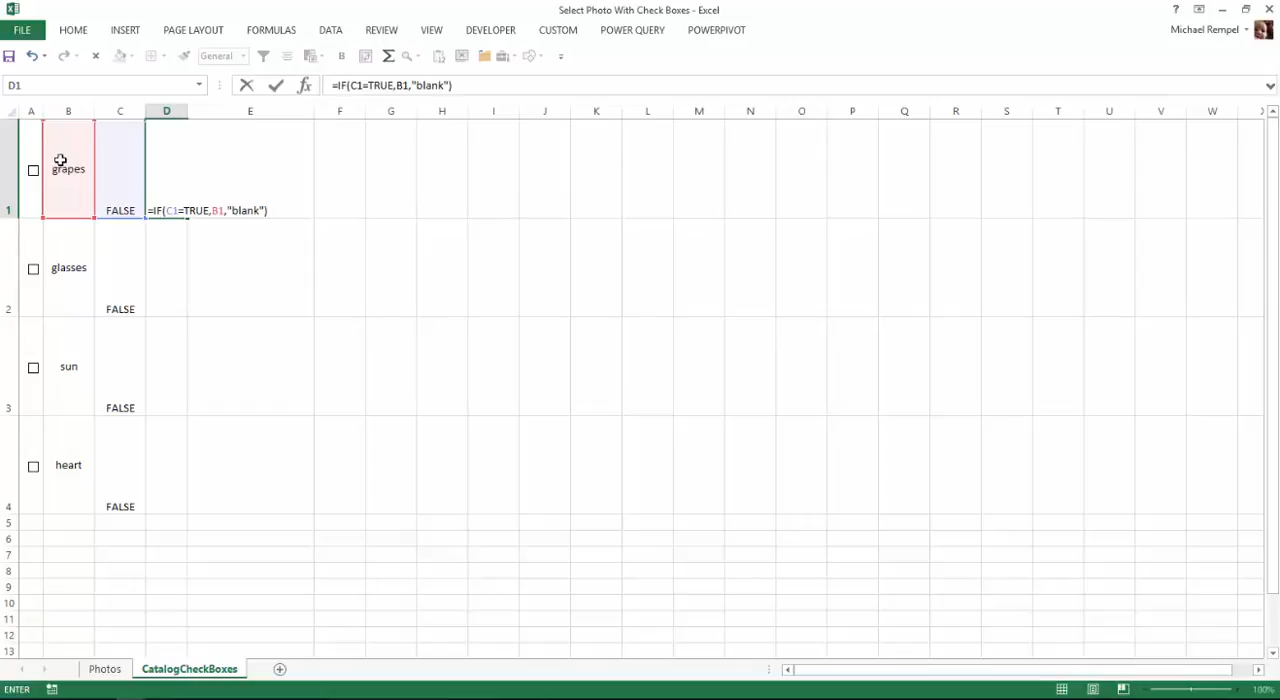 Select Photo With Check Boxes - Excel
?
FILE HOME INSERT PAGE LAYOUT FORMULAS DATA REVIEW VIEW DEVELOPER CUSTOM POWER QUERY POWERPIVOT Michael Rempel
General B
D1 fx =IF(C1=TRUE,B1,"blank")
A B C D E F G H I J K L M N O P Q R S T U V W
grapes
1 FALSE =IF(C1=TRUE,B1,"blank")
glasses
2 FALSE
sun
3 FALSE
heart
4 FALSE
5
6
7
8
9
10
11
12
13
Photos CatalogCheckBoxes
ENTER 100%